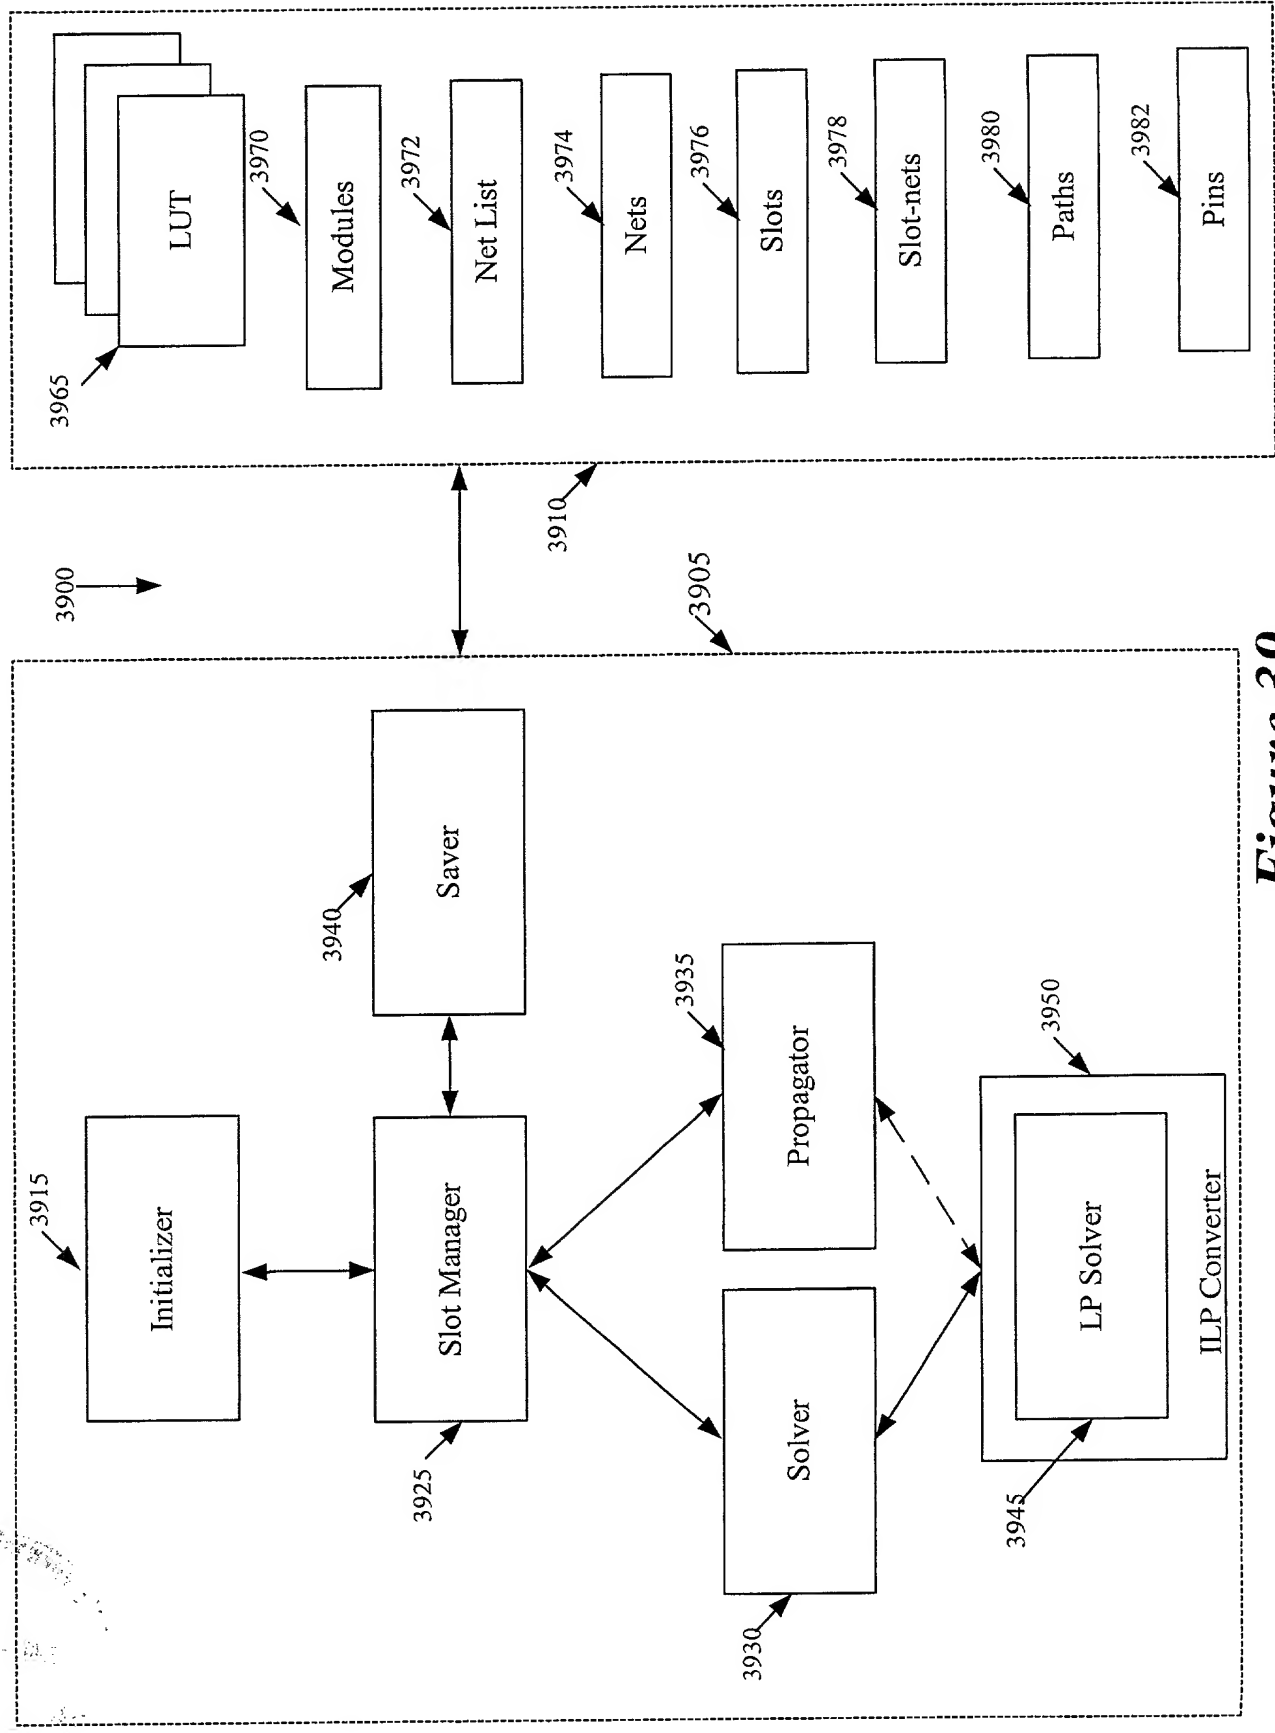 3900
3905
3915
Initializer
3940
Saver
3925
Slot Manager
3930
Solver
3935
Propagator
3945
LP Solver
3950
ILP Converter
3910
3965
LUT
3970
Modules
3972
Net List
3974
Nets
3976
Slots
3978
Slot-nets
3980
Paths
3982
Pins
Figure 39